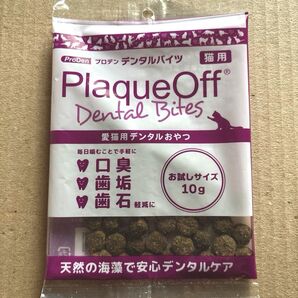 ProDen プロデン デンタルバイツ 猫用
PlaqueOff®
Dental Bites
愛猫用デンタルおやつ
毎日噛むことで手軽に
口臭
歯垢
歯石 軽減に
お試しサイズ
10g
天然の海藻で安心デンタルケア